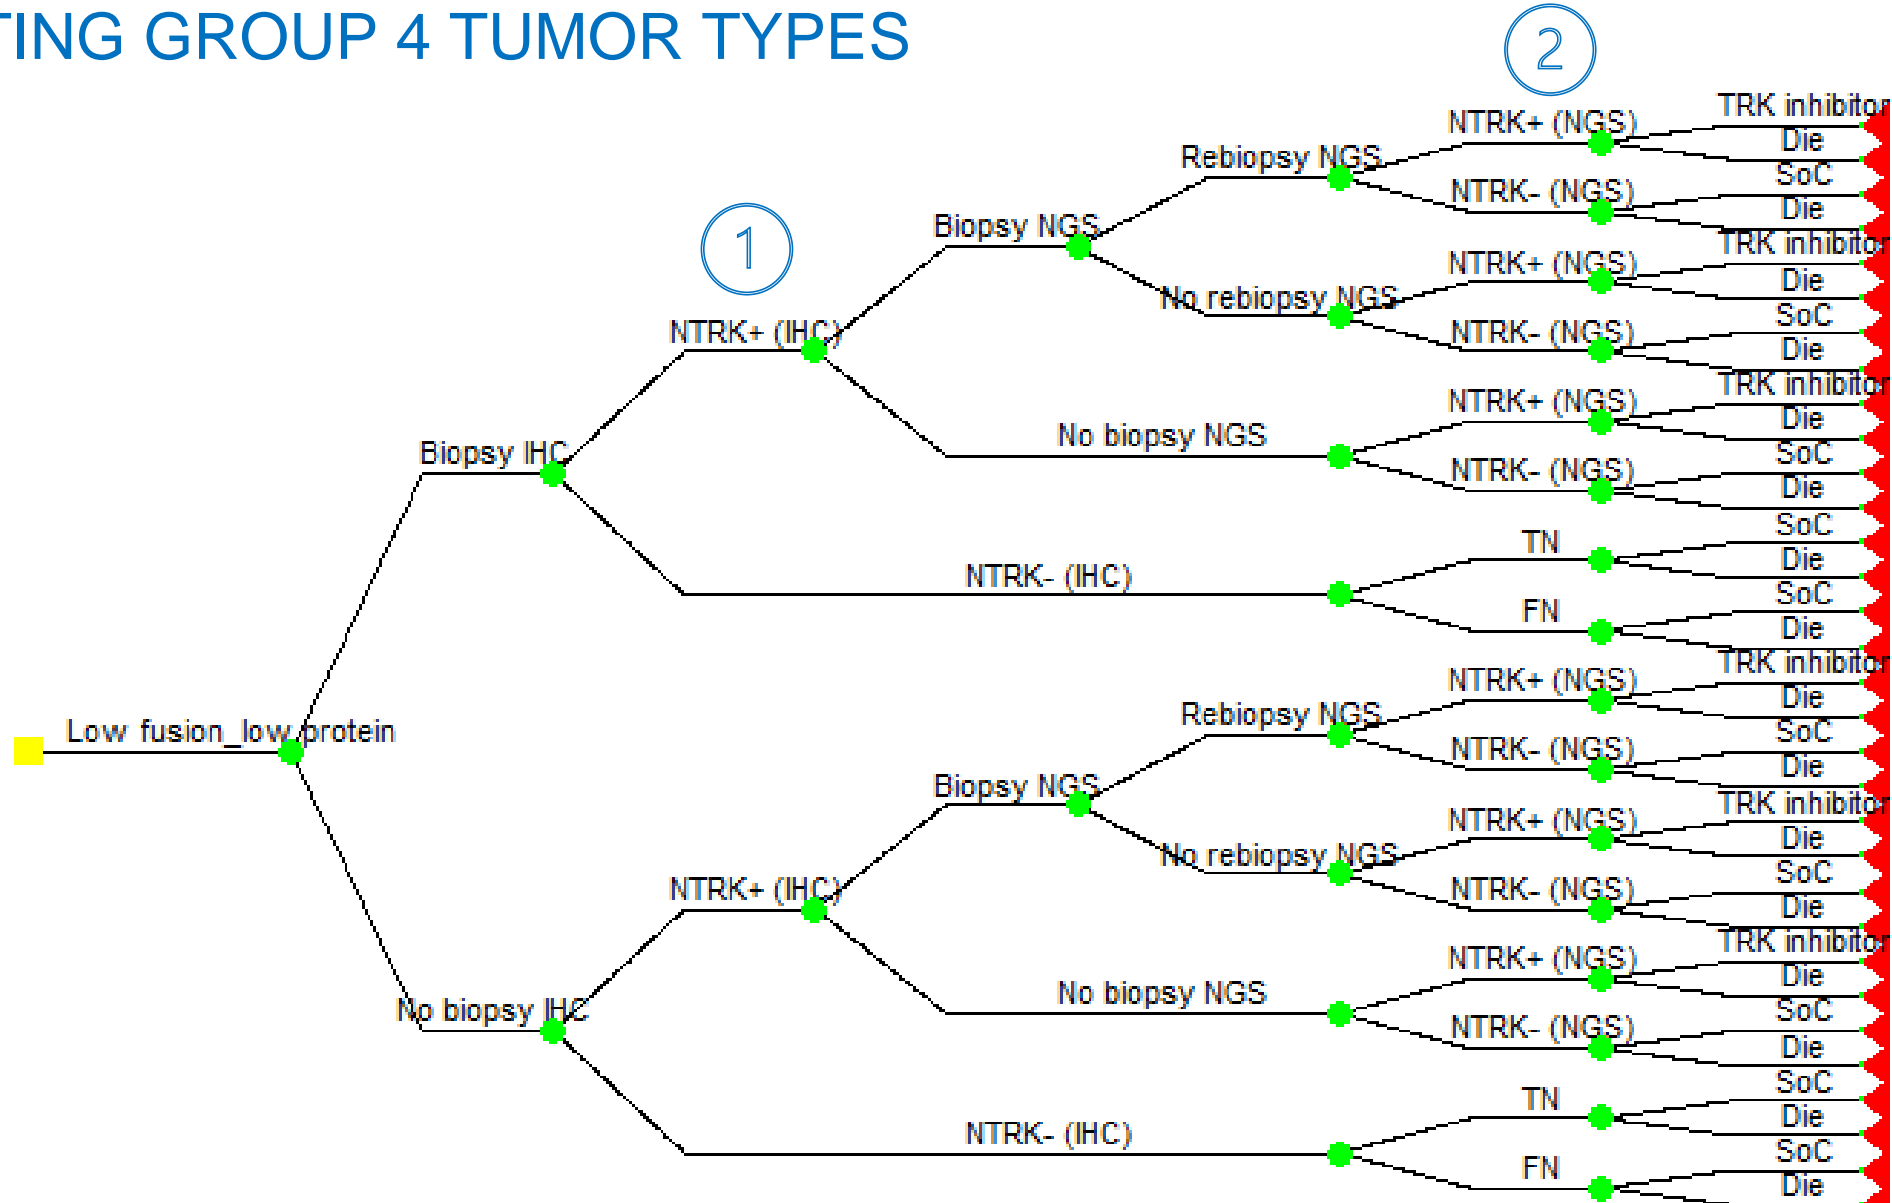 TING GROUP 4 TUMOR TYPES
2
TRK inhibitor
NTRK+ (NGS)
Die
Rebiopsy NGS
SoC
NTRK- (NGS)
Die
Biopsy NGS
1
TRK inhibitor
NTRK+ (NGS)
Die
No rebiopsy NGS
SoC
NTRK+ (IHC)
NTRK- (NGS)
Die
TRK inhibitor
NTRK+ (NGS)
Die
No biopsy NGS
Biopsy IHC
SoC
NTRK- (NGS)
Die
SoC
TN
Die
NTRK- (IHC)
SoC
FN
Die
TRK inhibitor
NTRK+ (NGS)
Die
Rebiopsy NGS
Low fusion_low protein
SoC
NTRK- (NGS)
Die
Biopsy NGS
TRK inhibitor
NTRK+ (NGS)
Die
No rebiopsy NGS
SoC
NTRK+ (IHC)
NTRK- (NGS)
Die
TRK inhibitor
NTRK+ (NGS)
Die
No biopsy NGS
No biopsy IHC
SoC
NTRK- (NGS)
Die
SoC
TN
Die
NTRK- (IHC)
SoC
FN
Die